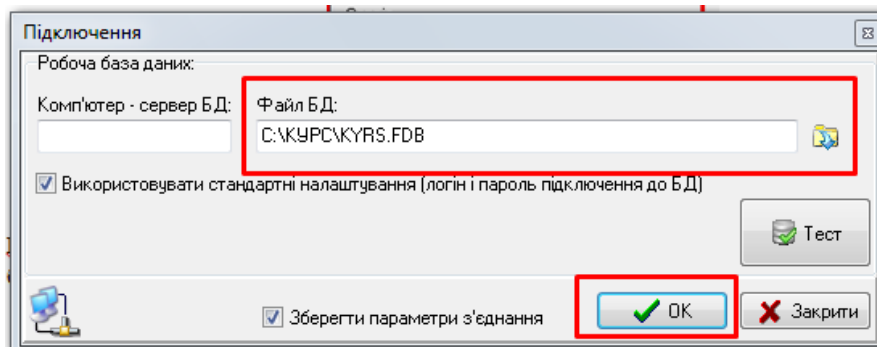 Підключення
Робоча база даних:
Комп'ютер - сервер БД: Файл БД:
C:\КУРС\KYRS.FDB
Використовувати стандартні налаштування (логін і пароль підключення до БД)
Тест
Зберегти параметри з'єднання
OK
Закрити